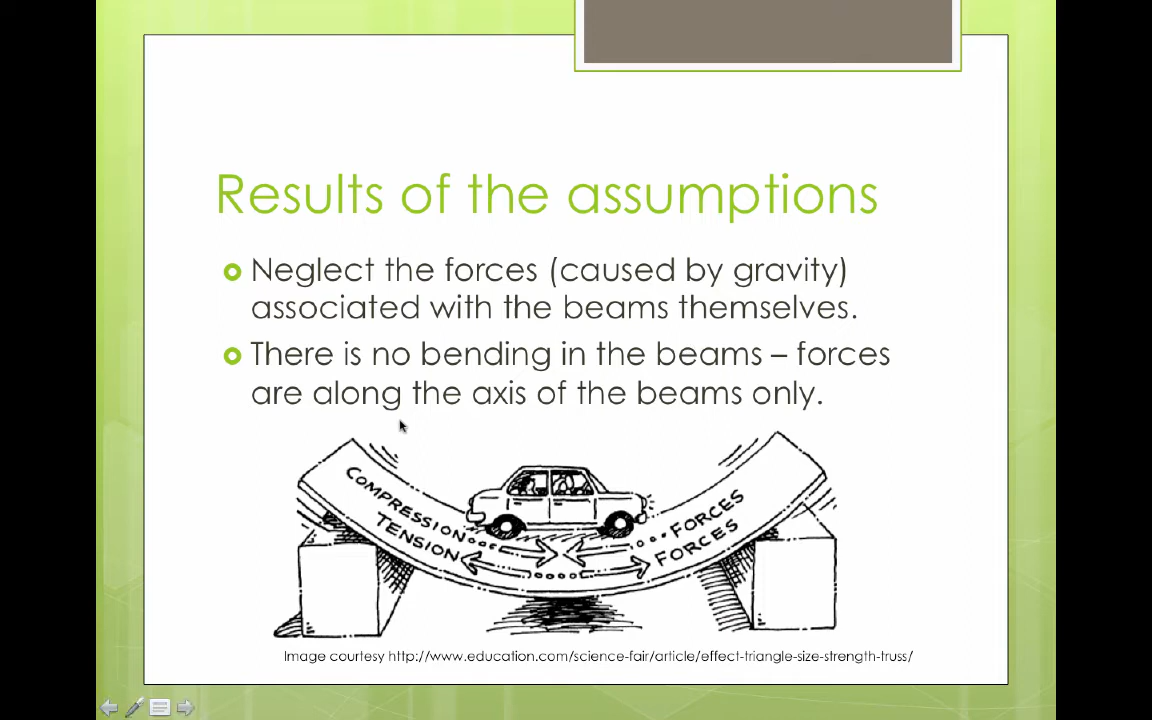 Results of the assumptions
Neglect the forces (caused by gravity)
associated with the beams themselves.
There is no bending in the beams – forces
are along the axis of the beams only.
COMPRESSION FORCES
TENSION FORCES
Image courtesy http://www.education.com/science-fair/article/effect-triangle-size-strength-truss/